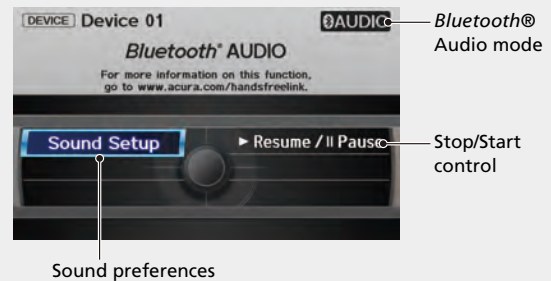 DEVICE Device 01
AUDIO
Bluetooth® AUDIO
For more information on this function,
go to www.acura.com/handsfreelink.
Sound Setup
► Resume / II Pause
Bluetooth®
Audio mode
Stop/Start
control
Sound preferences